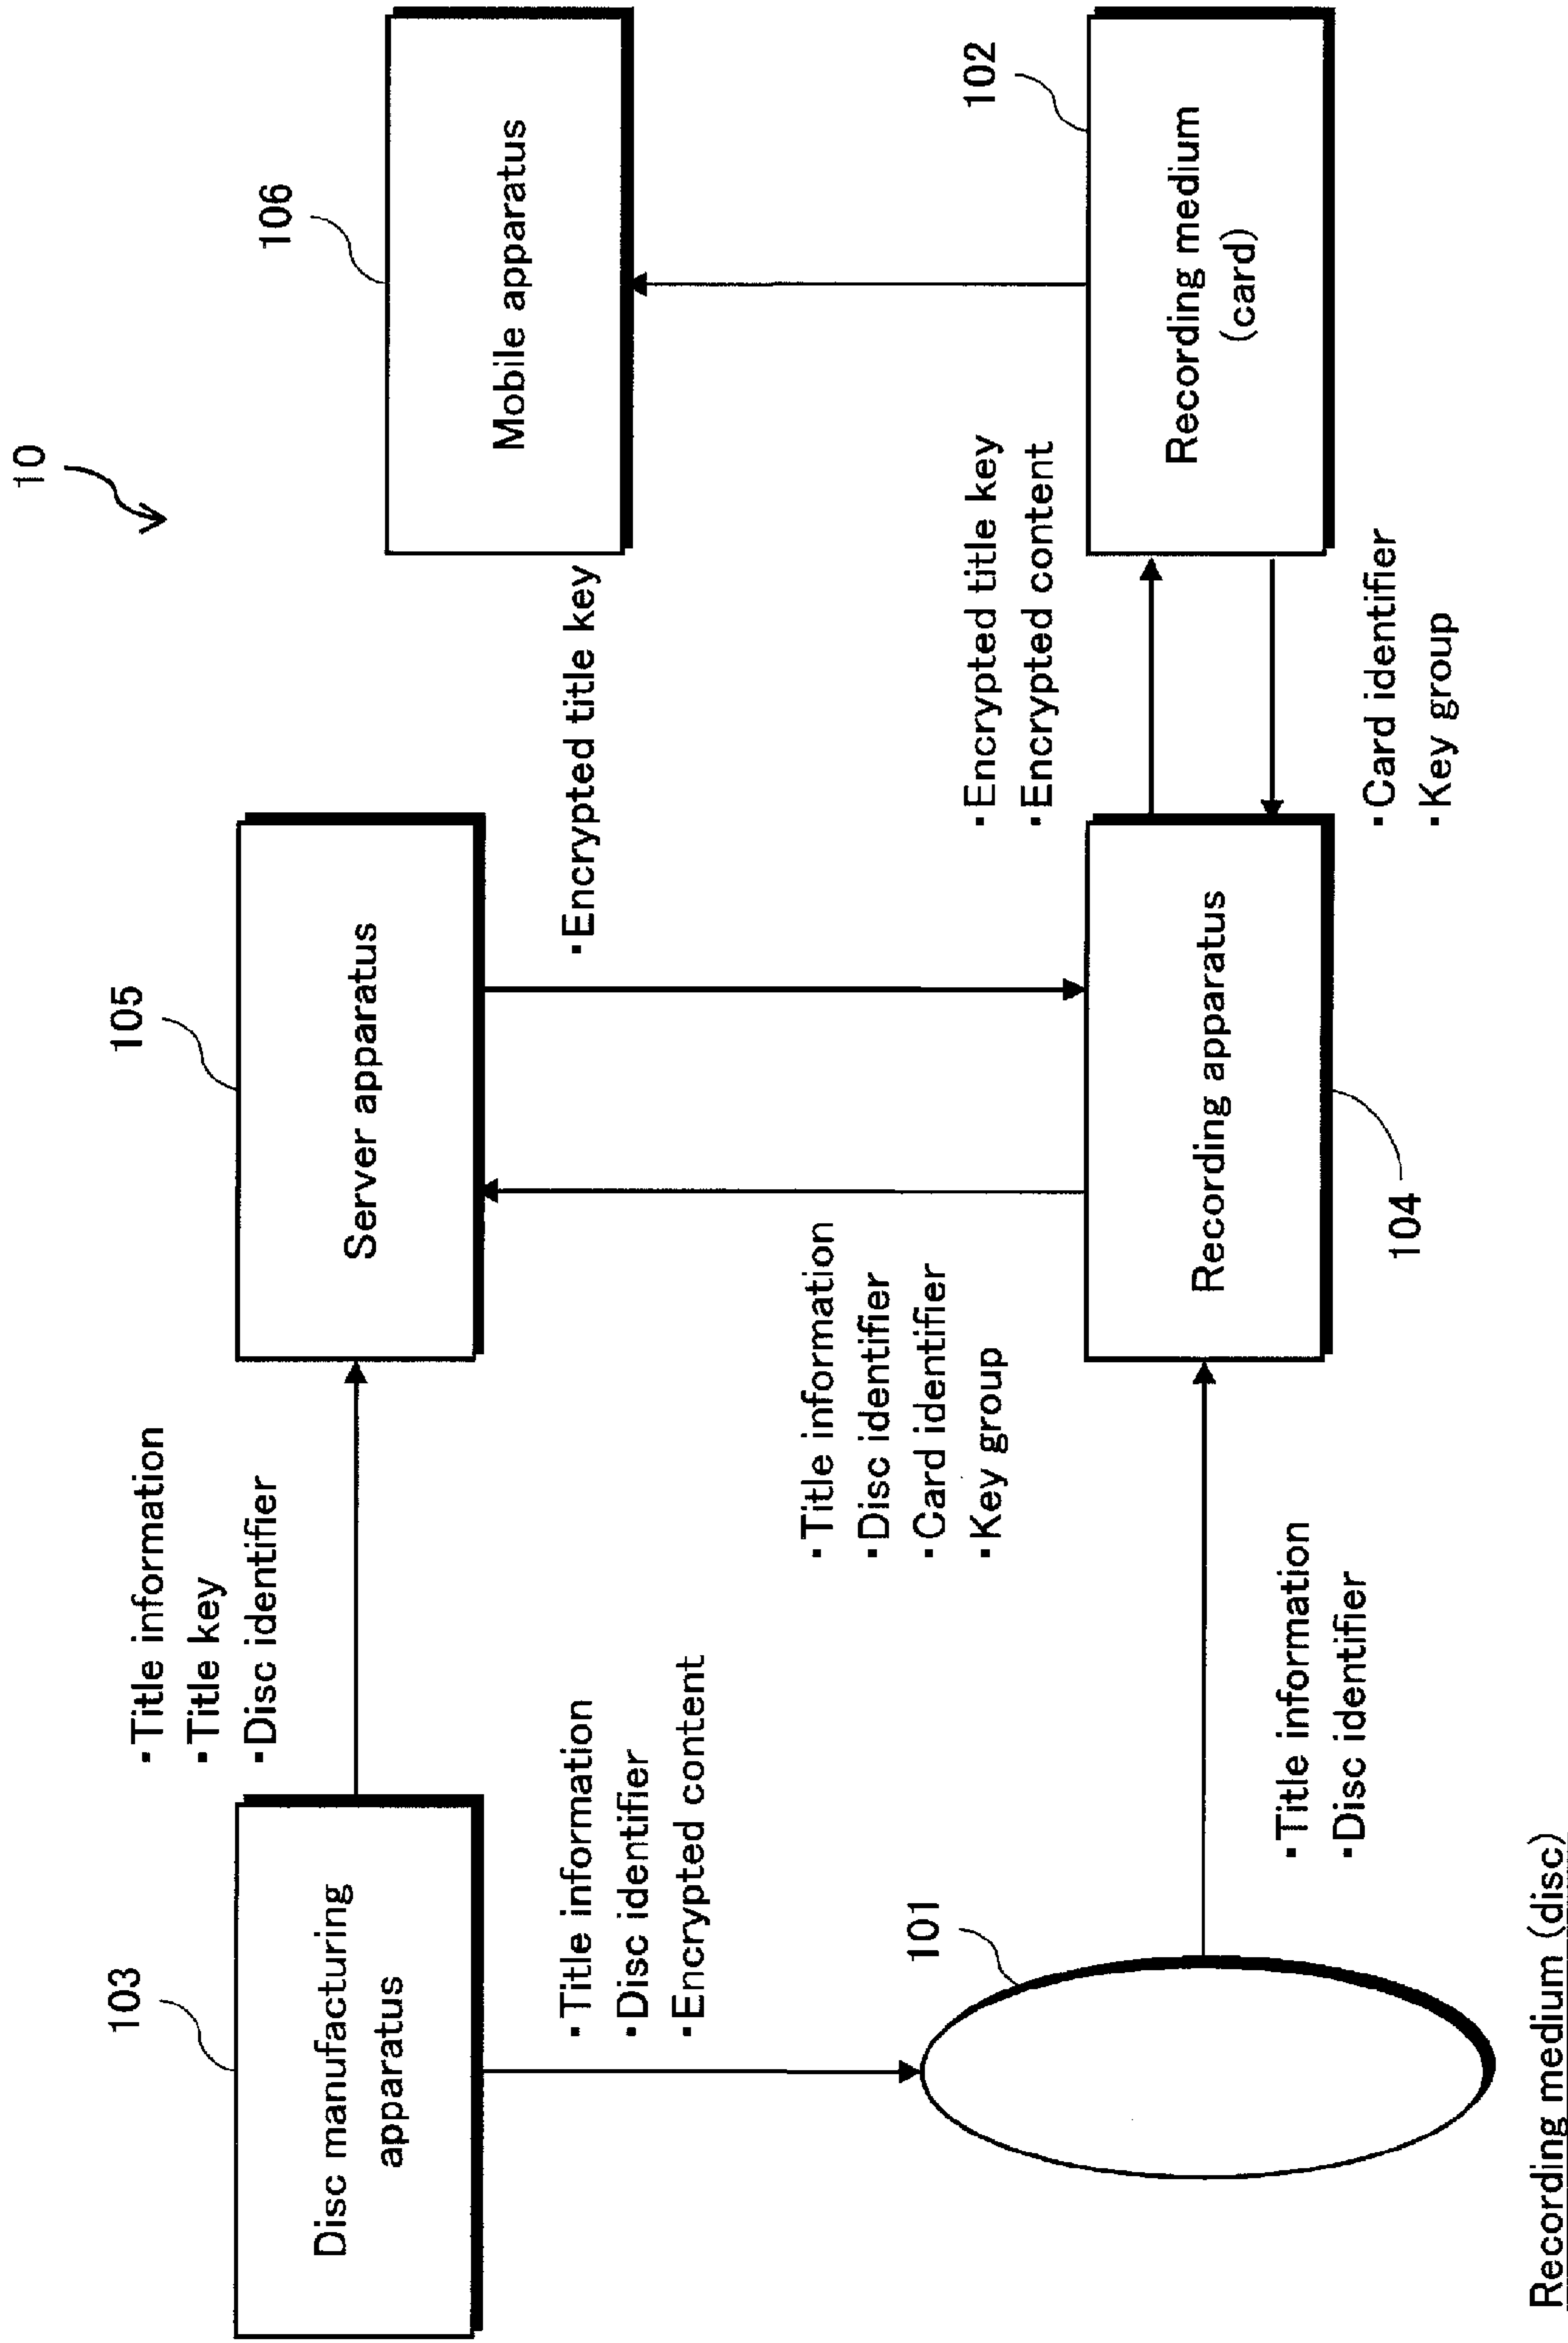 10
103
Disc manufacturing
apparatus
・Title information
・Title key
・Disc identifier
105
Server apparatus
106
Mobile apparatus
・Title information
・Disc identifier
・Encrypted content
・Encrypted title key
・Title information
・Disc identifier
・Card identifier
・Key group
101
Recording medium (disc)
・Title information
・Disc identifier
Recording apparatus
104
・Encrypted title key
・Encrypted content
・Card identifier
・Key group
102
Recording medium
(card)